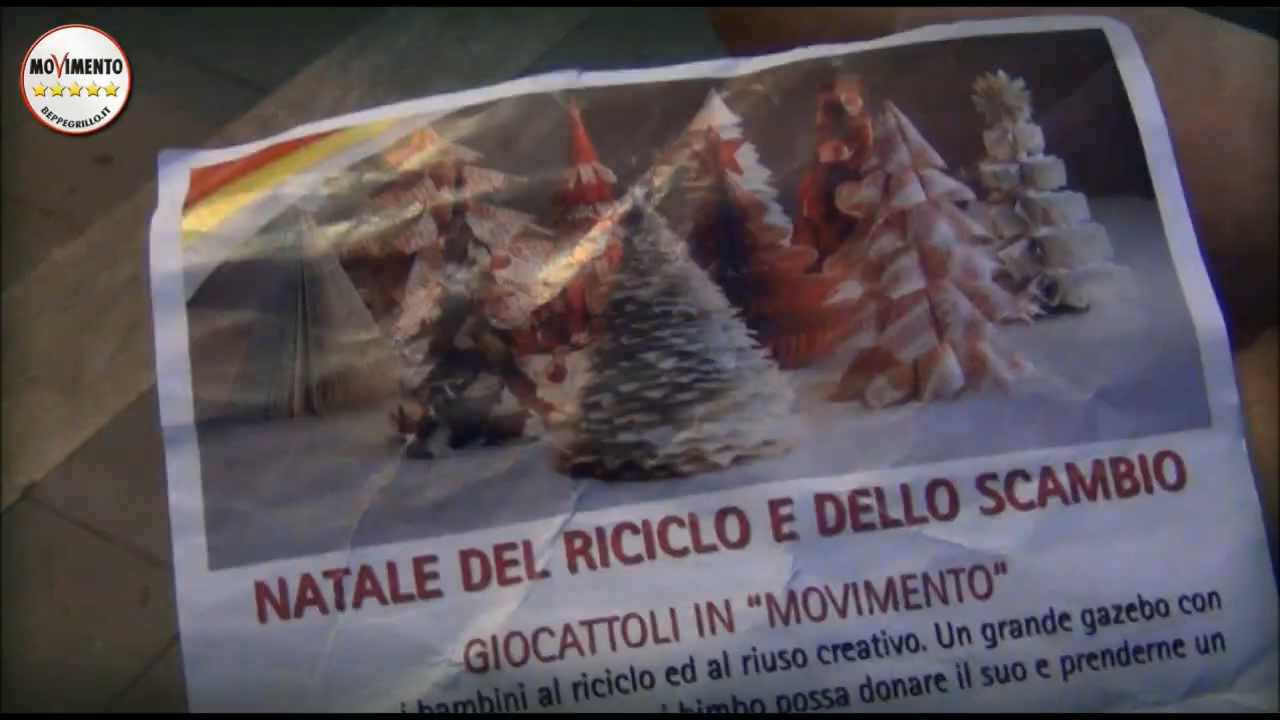 MOVIMENTO
BEPPEGRILLO.IT
NATALE DEL RICICLO E DELLO SCAMBIO
GIOCATTOLI IN "MOVIMENTO"
i bambini al riciclo ed al riuso creativo. Un grande gazebo con
bimbo possa donare il suo e prenderne un